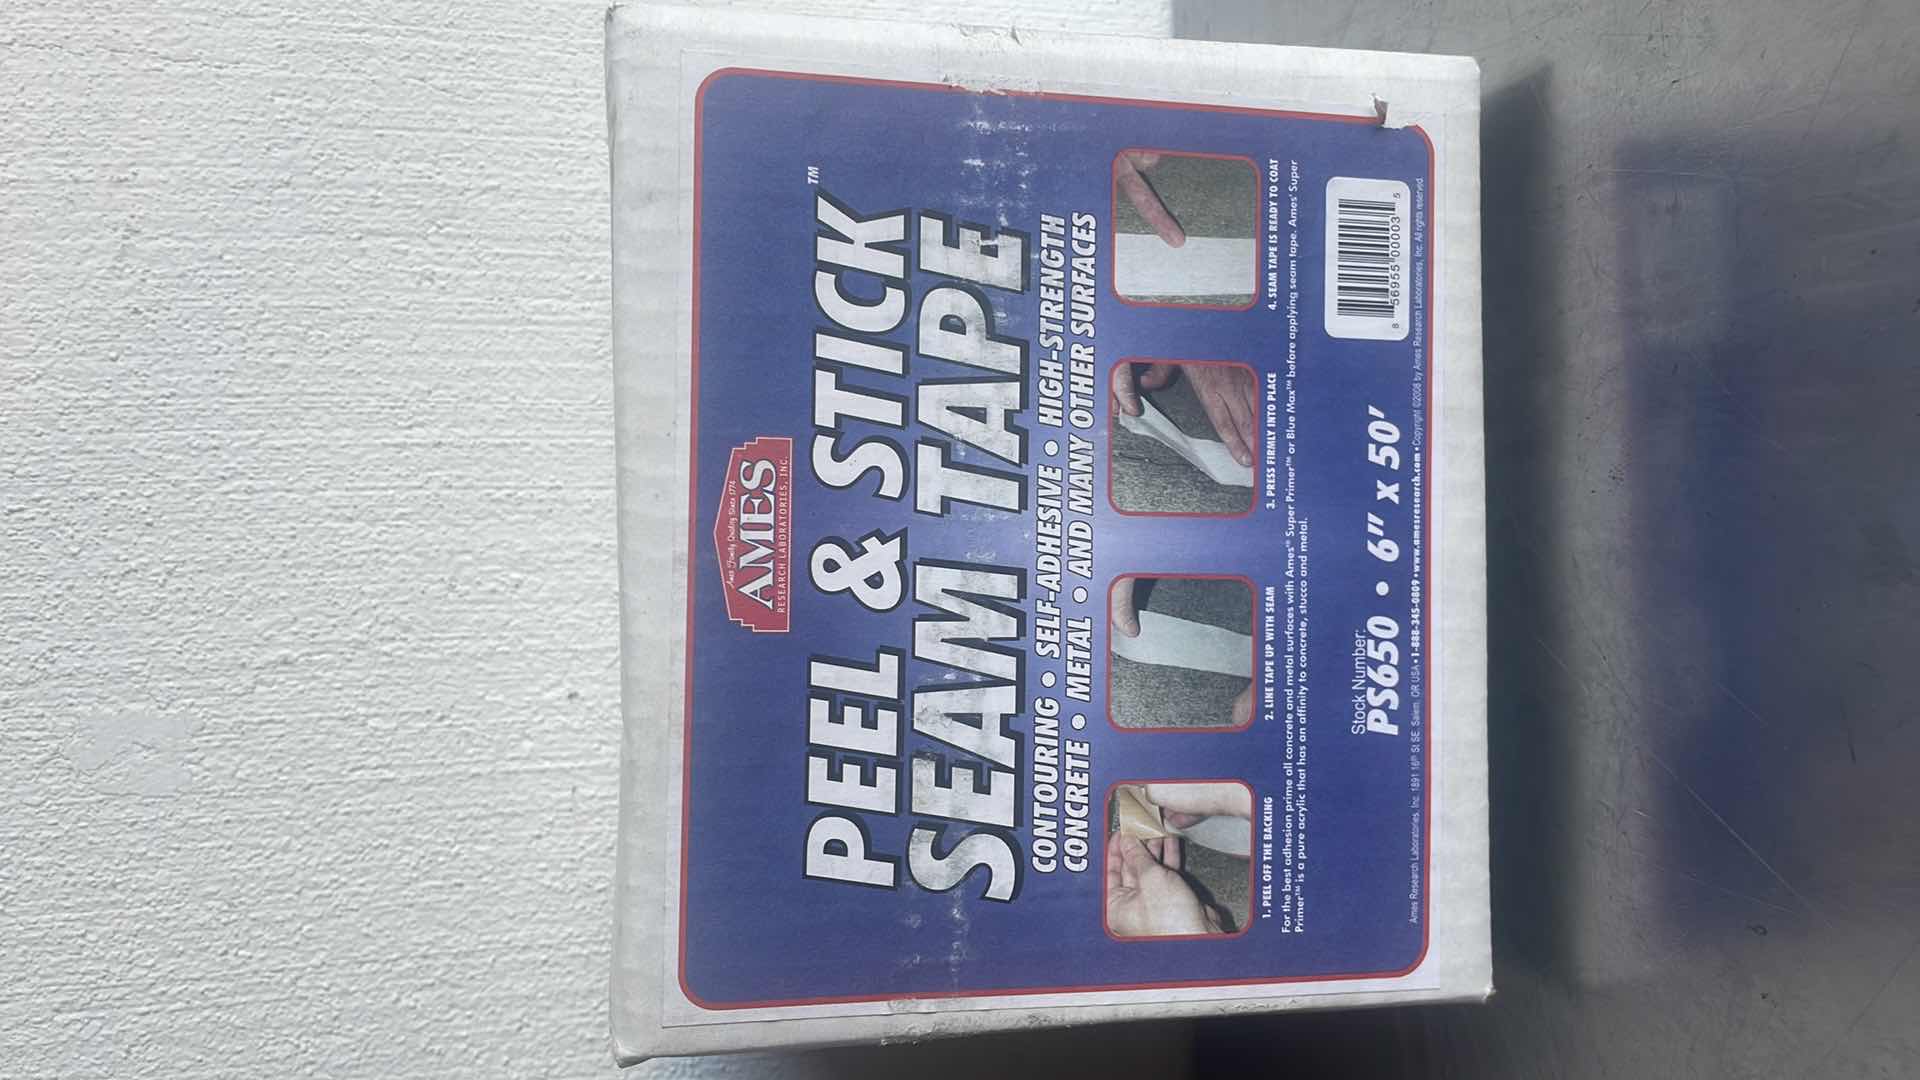 Ames Family Quality Since 1774
AMES
RESEARCH LABORATORIES, INC.
PEEL & STICK™
SEAM TAPE
CONTOURING • SELF-ADHESIVE • HIGH-STRENGTH
CONCRETE • METAL • AND MANY OTHER SURFACES
1. PEEL OFF THE BACKING
2. LINE TAPE UP WITH SEAM
3. PRESS FIRMLY INTO PLACE
4. SEAM TAPE IS READY TO COAT
For the best adhesion prime all concrete and metal surfaces with Ames® Super Primer™ or Blue Max™ before applying seam tape. Ames' Super
Primer™ is a pure acrylic that has an affinity to concrete, stucco and metal.
Stock Number:
PS650 • 6" x 50'
8 56955 00003 5
Ames Research Laboratories, Inc. 1891 16th St SE. Salem, OR USA • 1-888-345-0809 • www.amesresearch.com • Copyright ©2008 by Ames Research Laboratories, Inc. All rights reserved.